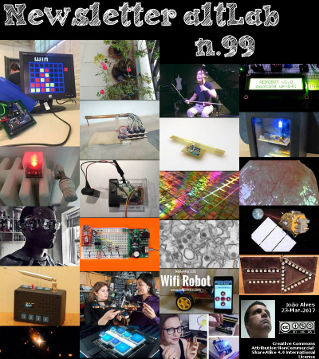 Newsletter altLab
n.99
Wifi Robot
João Alves
23-Mar.2017
Creative Commons
Attribution-NonCommercial-
ShareAlike 4.0 International
License